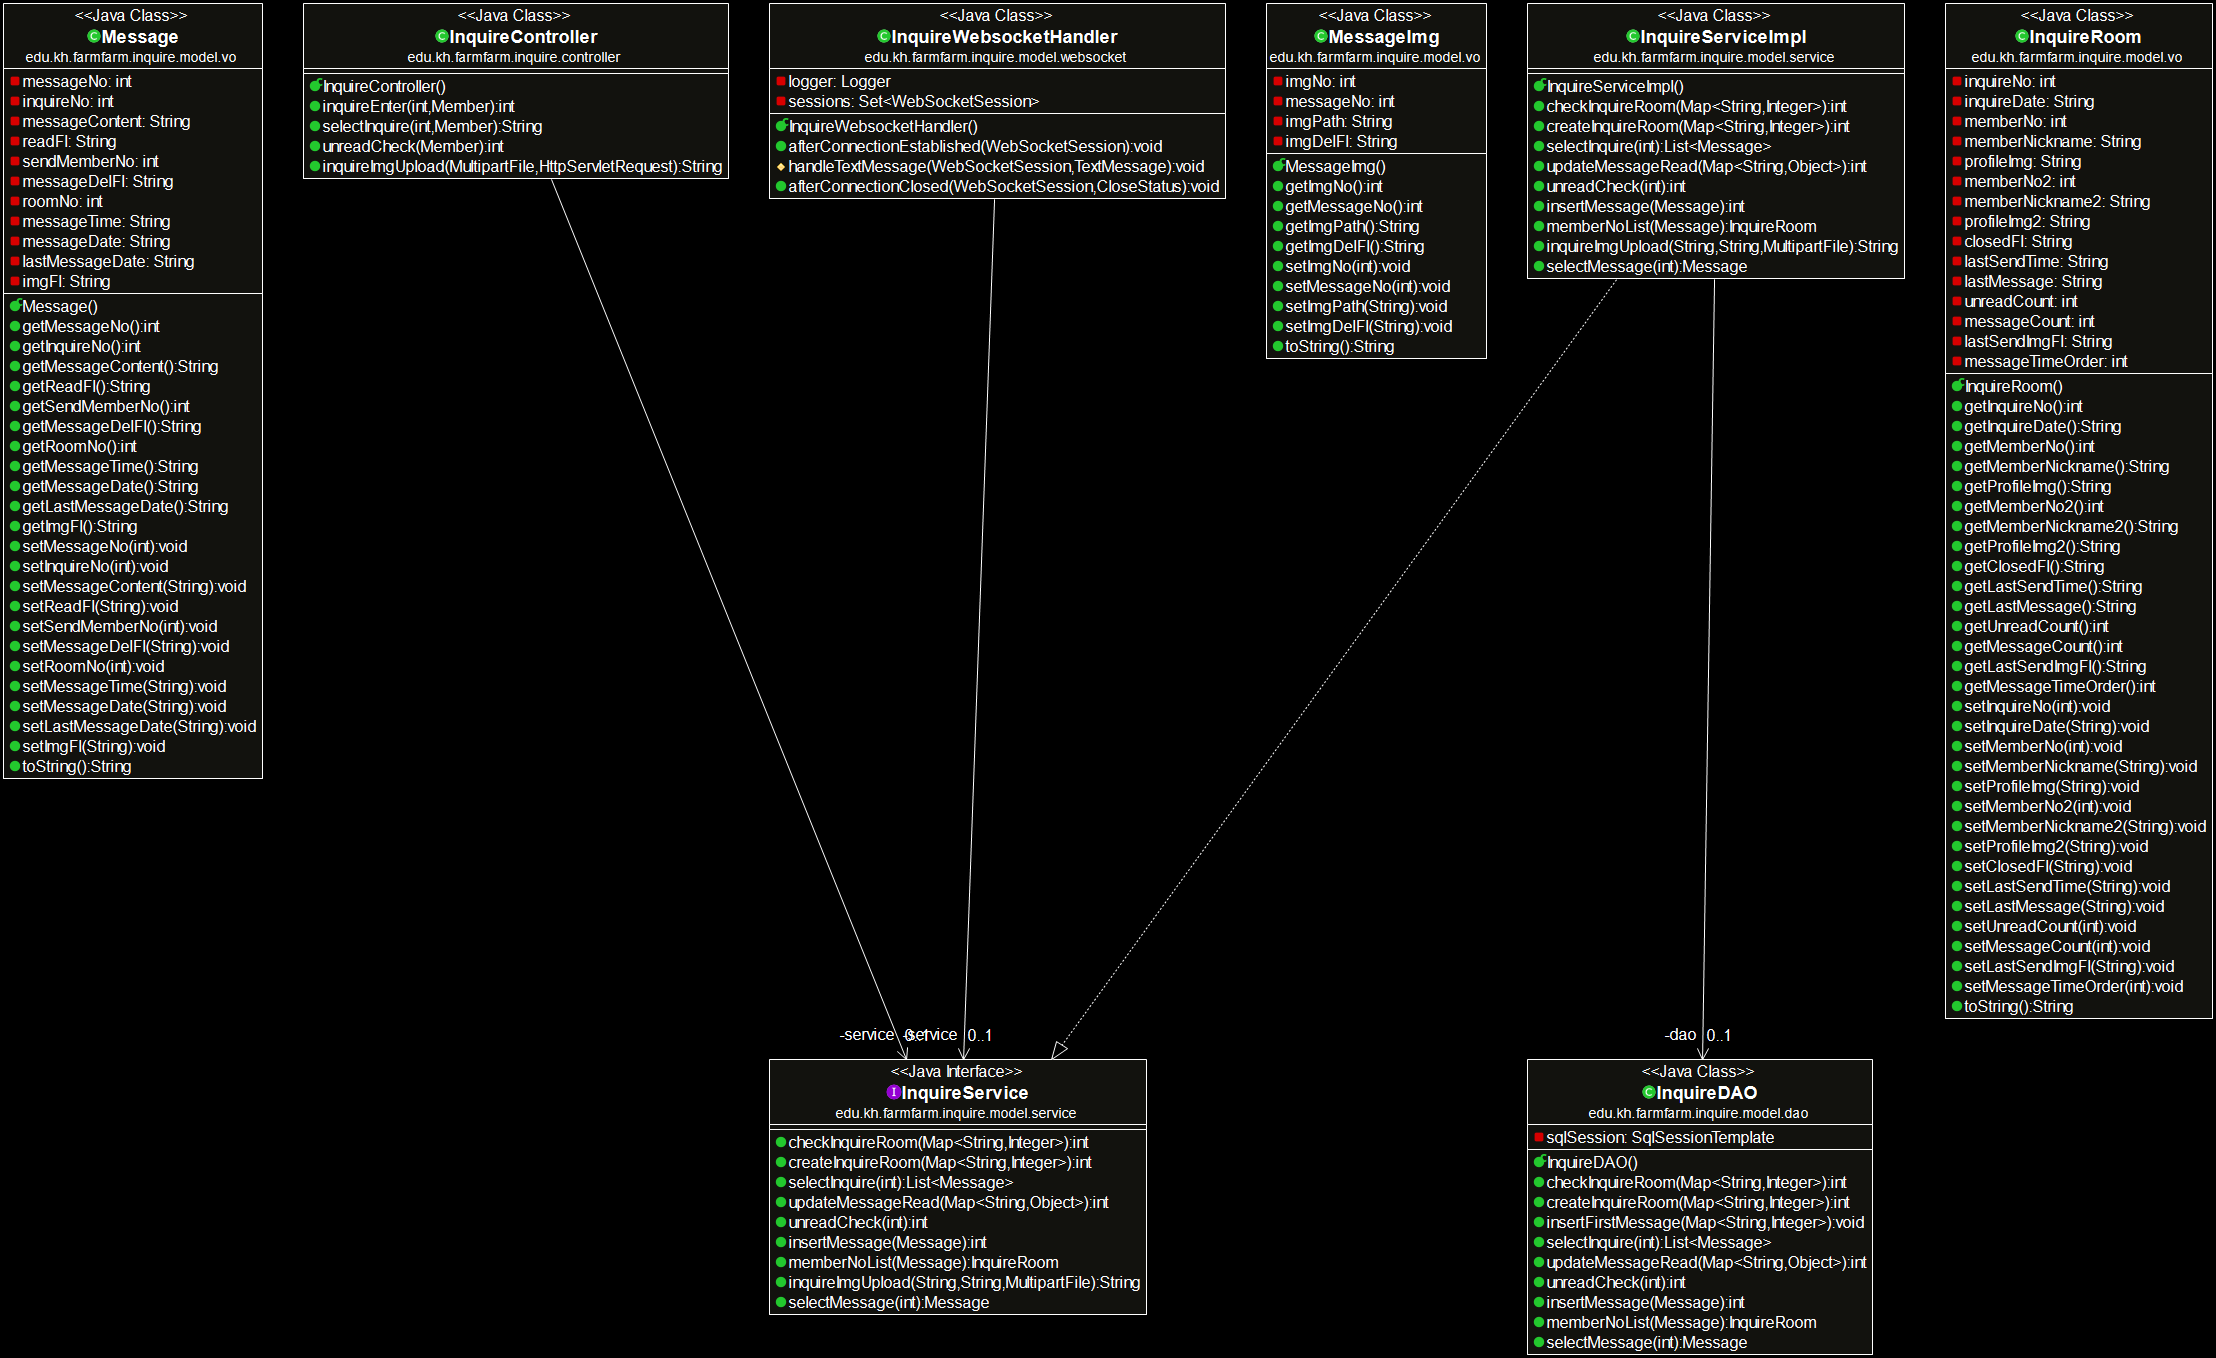 <<Java Class>>
Message
edu.kh.farmfarm.inquire.model.vo
messageNo: int
inquireNo: int
messageContent: String
readFl: String
sendMemberNo: int
messageDelFl: String
roomNo: int
messageTime: String
messageDate: String
lastMessageDate: String
imgFl: String
Message()
getMessageNo():int
getInquireNo():int
getMessageContent():String
getReadFl():String
getSendMemberNo():int
getMessageDelFl():String
getRoomNo():int
getMessageTime():String
getMessageDate():String
getLastMessageDate():String
getImgFl():String
setMessageNo(int):void
setInquireNo(int):void
setMessageContent(String):void
setReadFl(String):void
setSendMemberNo(int):void
setMessageDelFl(String):void
setRoomNo(int):void
setMessageTime(String):void
setMessageDate(String):void
setLastMessageDate(String):void
setImgFl(String):void
toString():String
<<Java Class>>
InquireController
edu.kh.farmfarm.inquire.controller
InquireController()
inquireEnter(int,Member):int
selectInquire(int,Member):String
unreadCheck(Member):int
inquireImgUpload(MultipartFile,HttpServletRequest):String
<<Java Class>>
InquireWebsocketHandler
edu.kh.farmfarm.inquire.model.websocket
logger: Logger
sessions: Set<WebSocketSession>
InquireWebsocketHandler()
afterConnectionEstablished(WebSocketSession):void
handleTextMessage(WebSocketSession,TextMessage):void
afterConnectionClosed(WebSocketSession,CloseStatus):void
<<Java Class>>
MessageImg
edu.kh.farmfarm.inquire.model.vo
imgNo: int
messageNo: int
imgPath: String
imgDelFl: String
MessageImg()
getImgNo():int
getMessageNo():int
getImgPath():String
getImgDelFl():String
setImgNo(int):void
setMessageNo(int):void
setImgPath(String):void
setImgDelFl(String):void
toString():String
<<Java Class>>
InquireServiceImpl
edu.kh.farmfarm.inquire.model.service
InquireServiceImpl()
checkInquireRoom(Map<String,Integer>):int
createInquireRoom(Map<String,Integer>):int
selectInquire(int):List<Message>
updateMessageRead(Map<String,Object>):int
unreadCheck(int):int
insertMessage(Message):int
memberNoList(Message):InquireRoom
inquireImgUpload(String,String,MultipartFile):String
selectMessage(int):Message
<<Java Class>>
InquireRoom
edu.kh.farmfarm.inquire.model.vo
inquireNo: int
inquireDate: String
memberNo: int
memberNickname: String
profileImg: String
memberNo2: int
memberNickname2: String
profileImg2: String
closedFl: String
lastSendTime: String
lastMessage: String
unreadCount: int
messageCount: int
lastSendImgFl: String
messageTimeOrder: int
InquireRoom()
getInquireNo():int
getInquireDate():String
getMemberNo():int
getMemberNickname():String
getProfileImg():String
getMemberNo2():int
getMemberNickname2():String
getProfileImg2():String
getClosedFl():String
getLastSendTime():String
getLastMessage():String
getUnreadCount():int
getMessageCount():int
getLastSendImgFl():String
getMessageTimeOrder():int
setInquireNo(int):void
setInquireDate(String):void
setMemberNo(int):void
setMemberNickname(String):void
setProfileImg(String):void
setMemberNo2(int):void
setMemberNickname2(String):void
setProfileImg2(String):void
setClosedFl(String):void
setLastSendTime(String):void
setLastMessage(String):void
setUnreadCount(int):void
setMessageCount(int):void
setLastSendImgFl(String):void
setMessageTimeOrder(int):void
toString():String
-service 0..1
-service 0..1
-dao 0..1
<<Java Interface>>
InquireService
edu.kh.farmfarm.inquire.model.service
checkInquireRoom(Map<String,Integer>):int
createInquireRoom(Map<String,Integer>):int
selectInquire(int):List<Message>
updateMessageRead(Map<String,Object>):int
unreadCheck(int):int
insertMessage(Message):int
memberNoList(Message):InquireRoom
inquireImgUpload(String,String,MultipartFile):String
selectMessage(int):Message
<<Java Class>>
InquireDAO
edu.kh.farmfarm.inquire.model.dao
sqlSession: SqlSessionTemplate
InquireDAO()
checkInquireRoom(Map<String,Integer>):int
createInquireRoom(Map<String,Integer>):int
insertFirstMessage(Map<String,Integer>):void
selectInquire(int):List<Message>
updateMessageRead(Map<String,Object>):int
unreadCheck(int):int
insertMessage(Message):int
memberNoList(Message):InquireRoom
selectMessage(int):Message